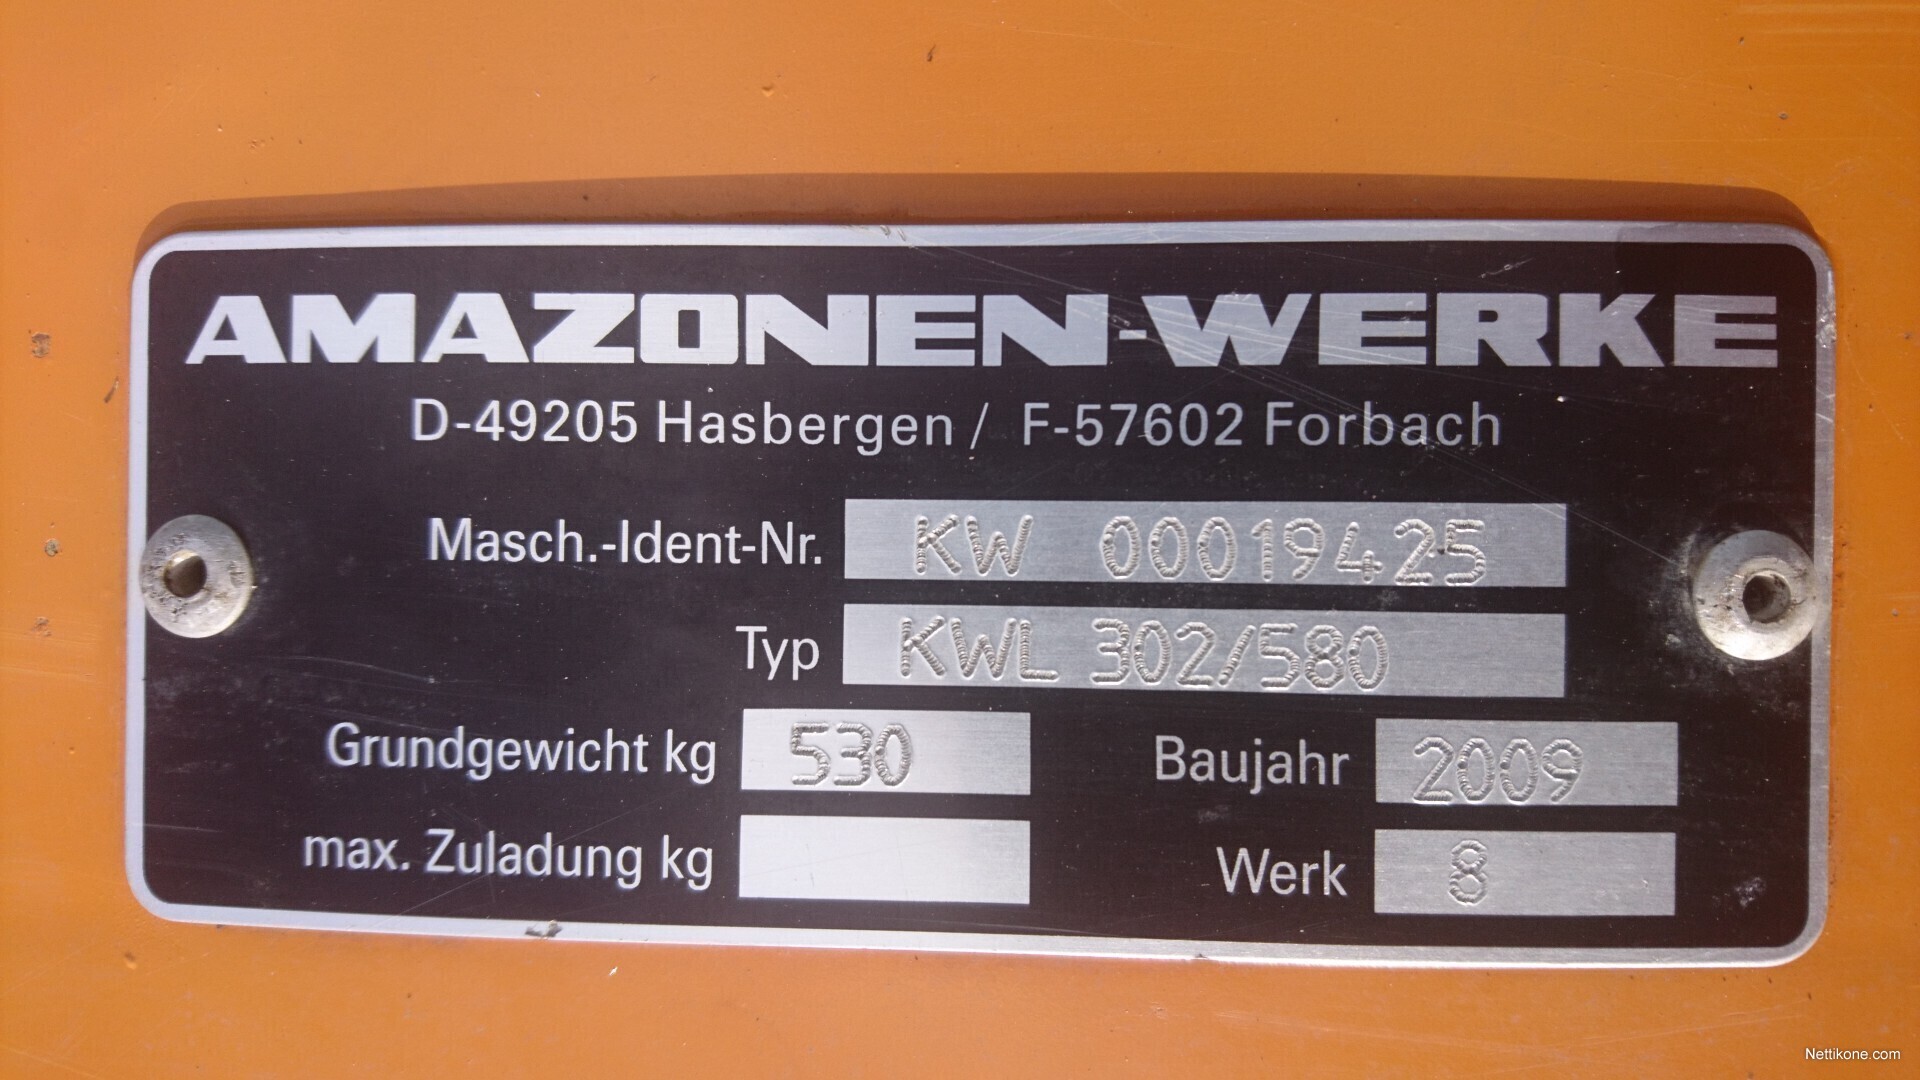 AMAZONEN-WERKE
D-49205 Hasbergen / F-57602 Forbach
Masch.-Ident-Nr. KW 00019425
Typ KWL 302/580
Grundgewicht kg 530 Baujahr 2009
max. Zuladung kg Werk 8
Nettikone.com